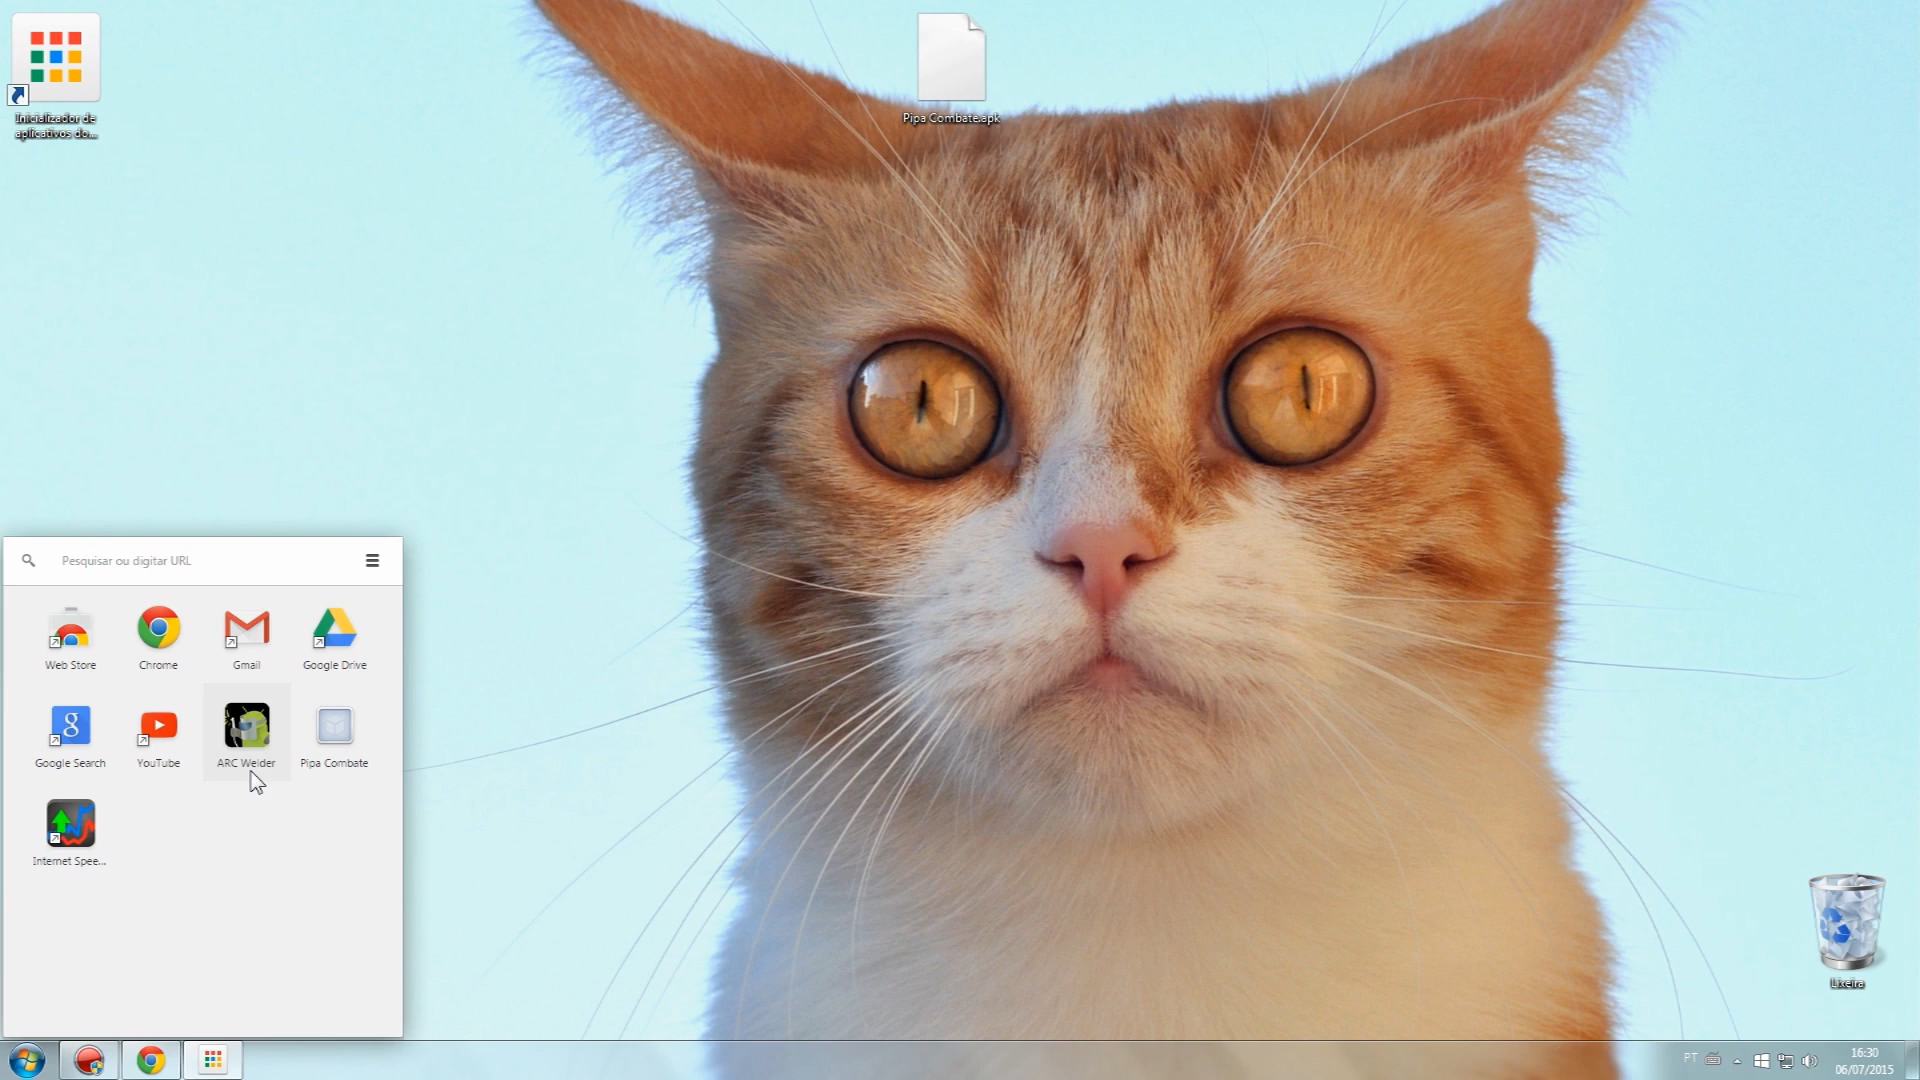 Inicializador de
aplicativos do...
Pipa Combate.apk
Pesquisar ou digitar URL
Web Store
Chrome
Gmail
Google Drive
Google Search
YouTube
ARC Welder
Pipa Combate
Internet Spee...
Lixeira
PT
16:30
06/07/2015